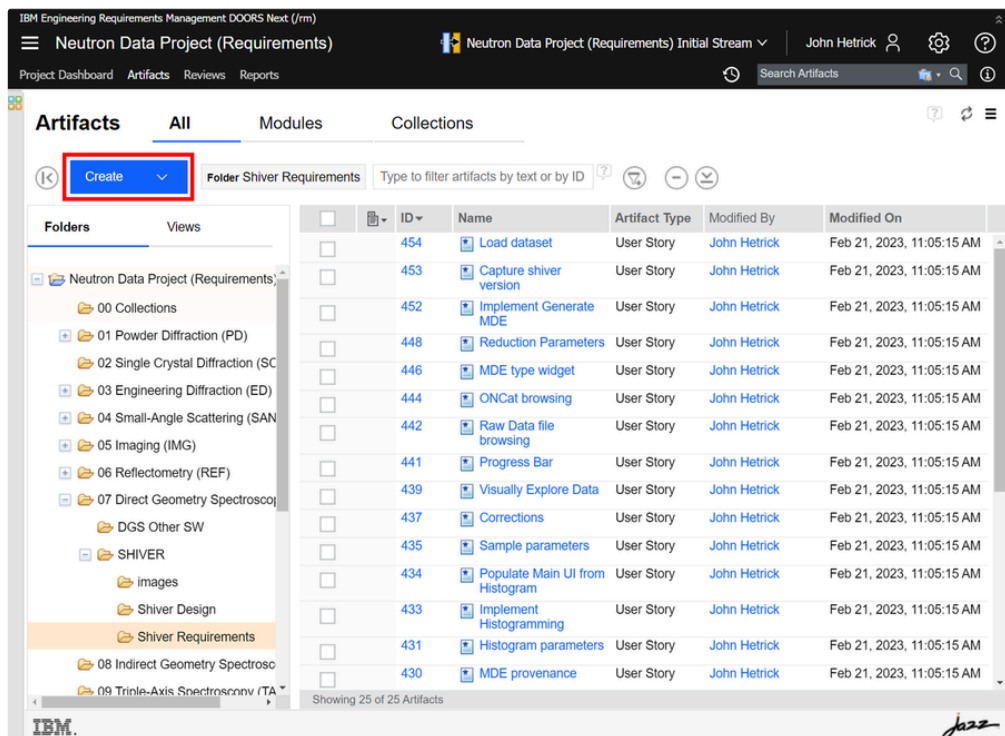 IBM Engineering Requirements Management DOORS Next (/rm)
Neutron Data Project (Requirements)
Neutron Data Project (Requirements) Initial Stream
John Hetrick
Project Dashboard Artifacts Reviews Reports
Search Artifacts
Artifacts All Modules Collections
Create
Folder Shiver Requirements
Type to filter artifacts by text or by ID
Folders Views
Neutron Data Project (Requirements)
00 Collections
01 Powder Diffraction (PD)
02 Single Crystal Diffraction (SC
03 Engineering Diffraction (ED)
04 Small-Angle Scattering (SAN
05 Imaging (IMG)
06 Reflectometry (REF)
07 Direct Geometry Spectroscop
DGS Other SW
SHIVER
images
Shiver Design
Shiver Requirements
08 Indirect Geometry Spectrosc
09 Triple-Axis Spectroscopy (TA
ID Name Artifact Type Modified By Modified On
454 Load dataset User Story John Hetrick Feb 21, 2023, 11:05:15 AM
453 Capture shiver User Story John Hetrick Feb 21, 2023, 11:05:15 AM
version
452 Implement Generate User Story John Hetrick Feb 21, 2023, 11:05:15 AM
MDE
448 Reduction Parameters User Story John Hetrick Feb 21, 2023, 11:05:15 AM
446 MDE type widget User Story John Hetrick Feb 21, 2023, 11:05:15 AM
444 ONCat browsing User Story John Hetrick Feb 21, 2023, 11:05:15 AM
442 Raw Data file User Story John Hetrick Feb 21, 2023, 11:05:15 AM
browsing
441 Progress Bar User Story John Hetrick Feb 21, 2023, 11:05:15 AM
439 Visually Explore Data User Story John Hetrick Feb 21, 2023, 11:05:15 AM
437 Corrections User Story John Hetrick Feb 21, 2023, 11:05:15 AM
435 Sample parameters User Story John Hetrick Feb 21, 2023, 11:05:15 AM
434 Populate Main UI from User Story John Hetrick Feb 21, 2023, 11:05:15 AM
Histogram
433 Implement User Story John Hetrick Feb 21, 2023, 11:05:15 AM
Histogramming
431 Histogram parameters User Story John Hetrick Feb 21, 2023, 11:05:15 AM
430 MDE provenance User Story John Hetrick Feb 21, 2023, 11:05:15 AM
Showing 25 of 25 Artifacts
IBM.
jazz